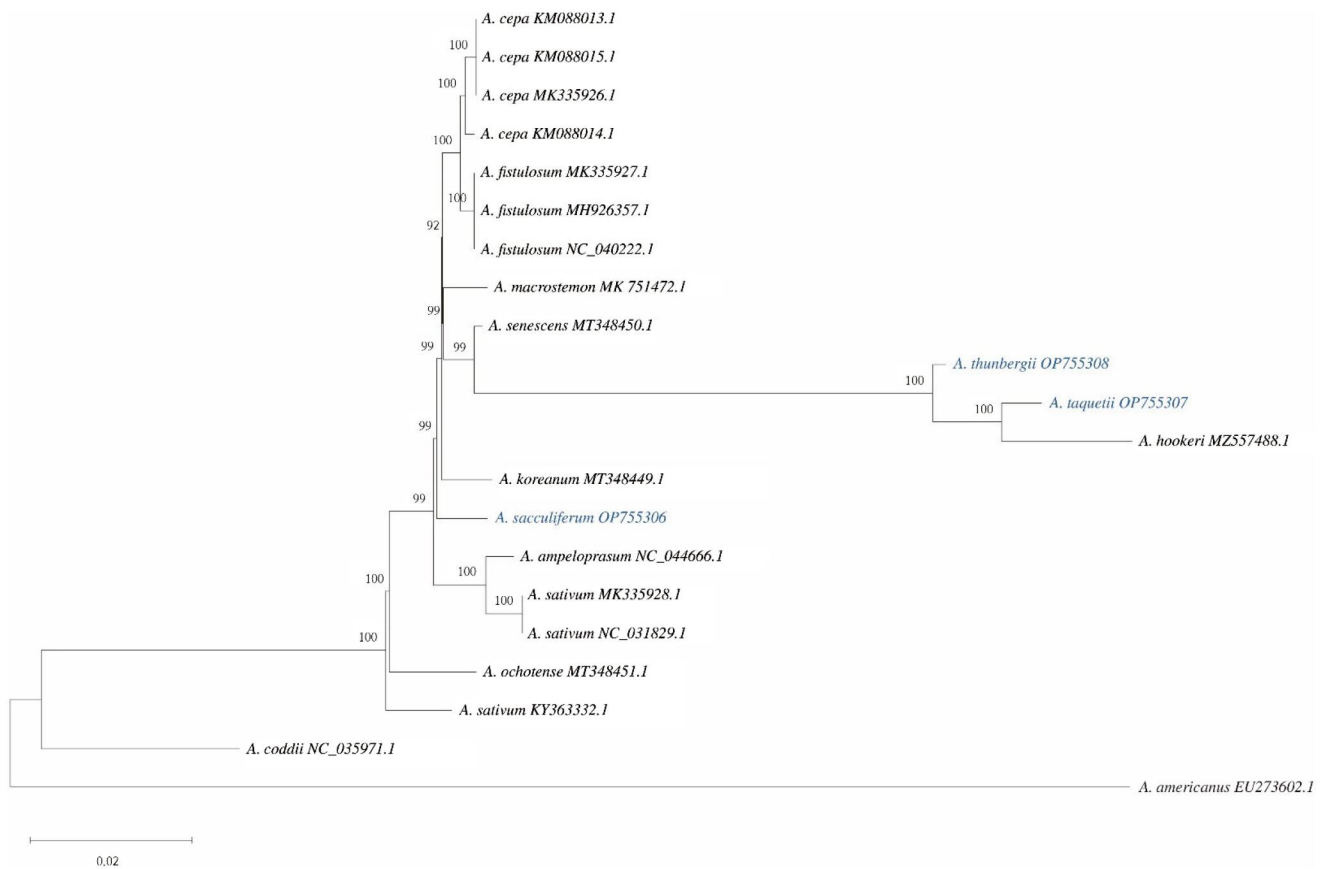 A. cepa KM088013.1
100
A. cepa KM088015.1
100
A. cepa MK335926.1
A. cepa KM088014.1
100
A. fistulosum MK335927.1
100
A. fistulosum MH926357.1
92
A. fistulosum NC_040222.1
A. macrostemon MK 751472.1
99
A. senescens MT348450.1
99
99
A. thunbergii OP755308
100
A. taquetii OP755307
100
99
A. hookeri MZ557488.1
A. koreanum MT348449.1
99
A. sacculiferum OP755306
A. ampeloprasum NC_044666.1
100
100
A. sativum MK335928.1
100
A. sativum NC_031829.1
100
A. ochotense MT348451.1
A. sativum KY363332.1
A. coddii NC_035971.1
A. americanus EU273602.1
0,02